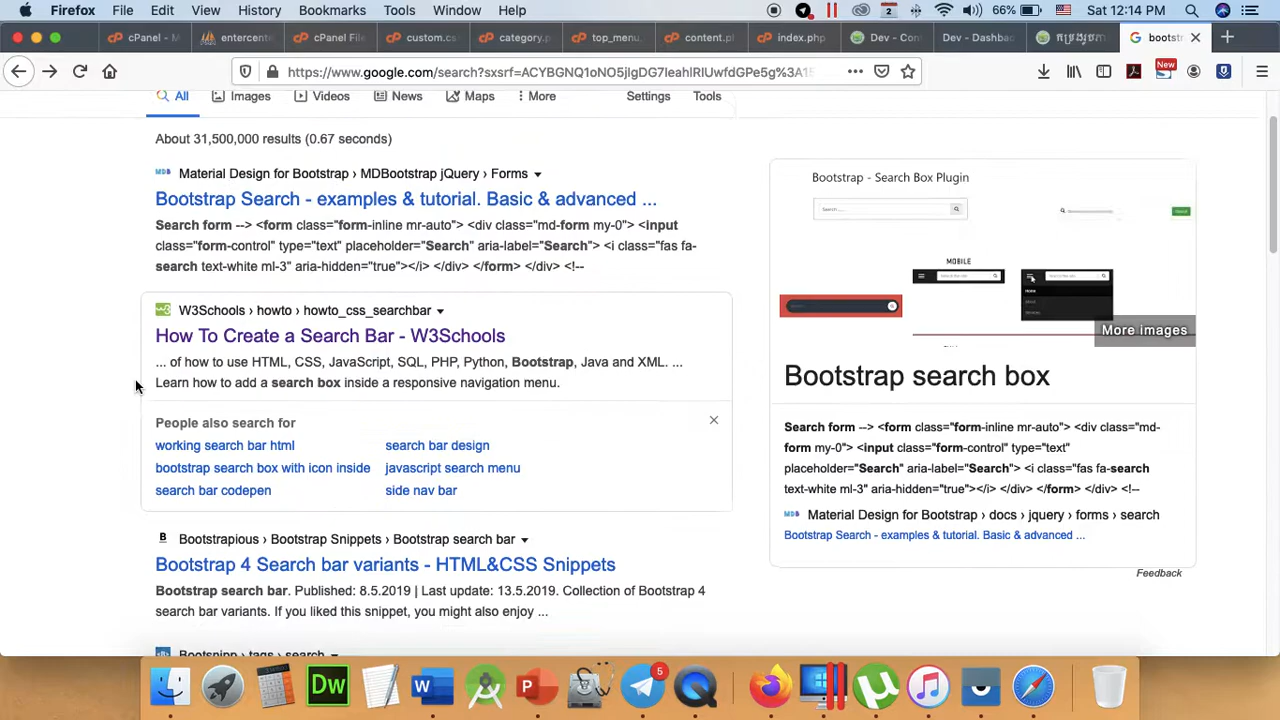 Firefox File Edit View History Bookmarks Tools Window Help 2 66% Sat 12:14 PM
cPanel - M entercente cPanel File custom.cs category.p top_menu. content.pl index.php Dev - Cont Dev - Dashbo bootstr
https://www.google.com/search?sxsrf= New
All Images Videos News Maps More Settings Tools
About 31,500,000 results (0.67 seconds)
Material Design for Bootstrap › MDBootstrap jQuery › Forms
Bootstrap Search - examples & tutorial. Basic & advanced ...
Search form --> <form class="form-inline mr-auto"> <div class="md-form my-0"> <input
class="form-control" type="text" placeholder="Search" aria-label="Search"> <i class="fas fa-
search text-white ml-3" aria-hidden="true"></i> </div> </form> </div> <!--
W3Schools › howto › howto_css_searchbar
How To Create a Search Bar - W3Schools
... of how to use HTML, CSS, JavaScript, SQL, PHP, Python, Bootstrap, Java and XML. ...
Learn how to add a search box inside a responsive navigation menu.
People also search for
working search bar html search bar design
bootstrap search box with icon inside javascript search menu
search bar codepen side nav bar
B Bootstrapious › Bootstrap Snippets › Bootstrap search bar
Bootstrap 4 Search bar variants - HTML&CSS Snippets
Bootstrap search bar. Published: 8.5.2019 | Last update: 13.5.2019. Collection of Bootstrap 4
search bar variants. If you liked this snippet, you might also enjoy ...
Bootsnipp › tags › search
Bootstrap - Search Box Plugin
MOBILE
More images
Bootstrap search box
Search form --> <form class="form-inline mr-auto"> <div class="md-
form my-0"> <input class="form-control" type="text"
placeholder="Search" aria-label="Search"> <i class="fas fa-search
text-white ml-3" aria-hidden="true"></i> </div> </form> </div> <!--
MDB Material Design for Bootstrap › docs › jquery › forms › search
Bootstrap Search - examples & tutorial. Basic & advanced ...
Feedback
Dw W P 5